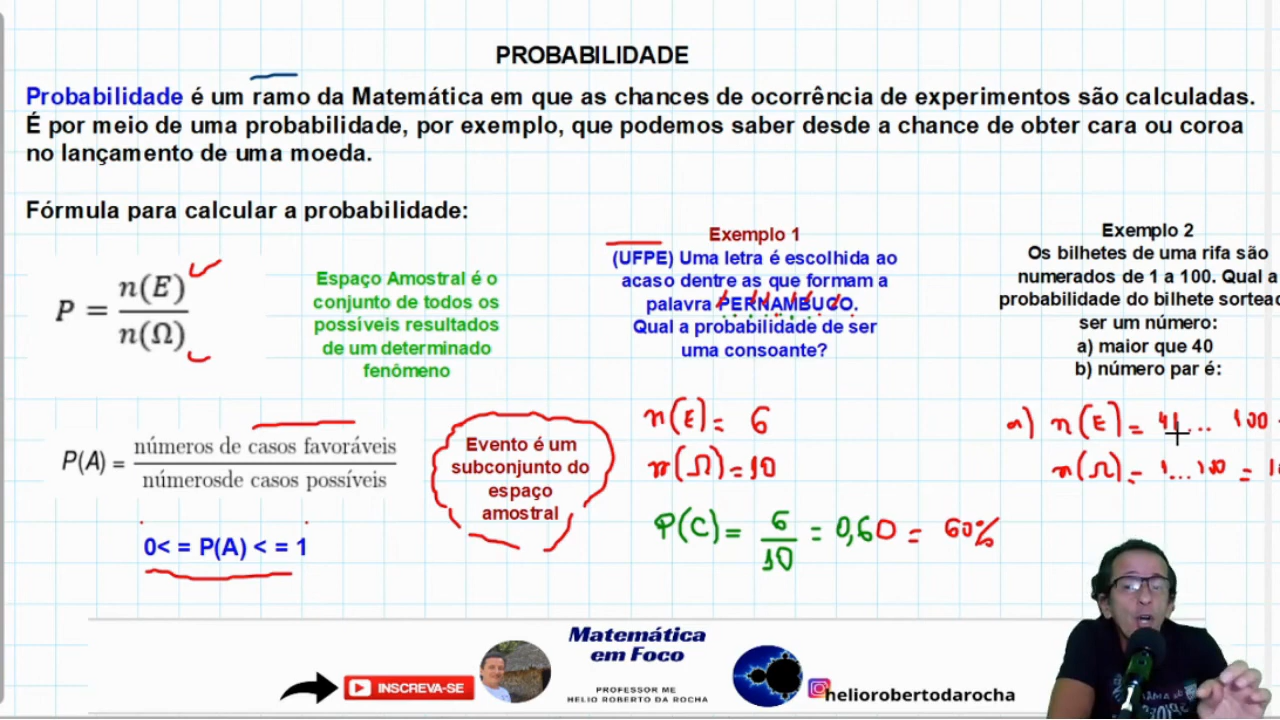 PROBABILIDADE
Probabilidade é um ramo da Matemática em que as chances de ocorrência de experimentos são calculadas.
É por meio de uma probabilidade, por exemplo, que podemos saber desde a chance de obter cara ou coroa
no lançamento de uma moeda.
Fórmula para calcular a probabilidade:
P = n(E) / n(Ω)
Espaço Amostral é o
conjunto de todos os
possíveis resultados
de um determinado
fenômeno
P(A) = números de casos favoráveis / númerosde casos possíveis
0< = P(A) < = 1
Evento é um
subconjunto do
espaço
amostral
Exemplo 1
(UFPE) Uma letra é escolhida ao
acaso dentre as que formam a
palavra PERNAMBUCO.
Qual a probabilidade de ser
uma consoante?
n(E) = 6
n(Ω) = 10
P(C) = 6/10 = 0,60 = 60%
Exemplo 2
Os bilhetes de uma rifa são
numerados de 1 a 100. Qual a
probabilidade do bilhete
ser um número:
a) maior que 40
b) número par é:
a) n(E) = 41... 100
n(Ω) = 1...100 =
INSCREVA-SE
Matemática
em Foco
PROFESSOR ME
HELIO ROBERTO DA ROCHA
heliorobertodarocha